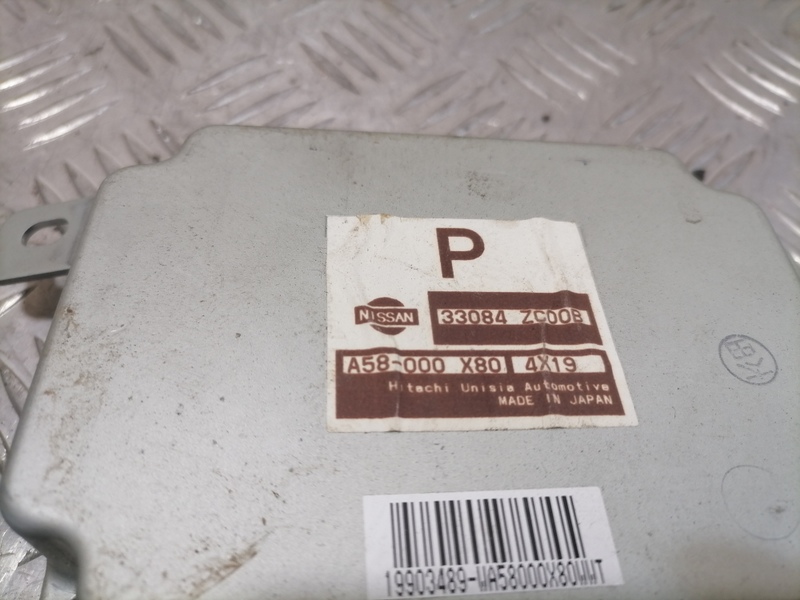 P
NISSAN 33084 ZC00B
A58-000 X80 4X19
Hitachi Unisia Automotive
MADE IN JAPAN
19903489-WA58000X80WWT